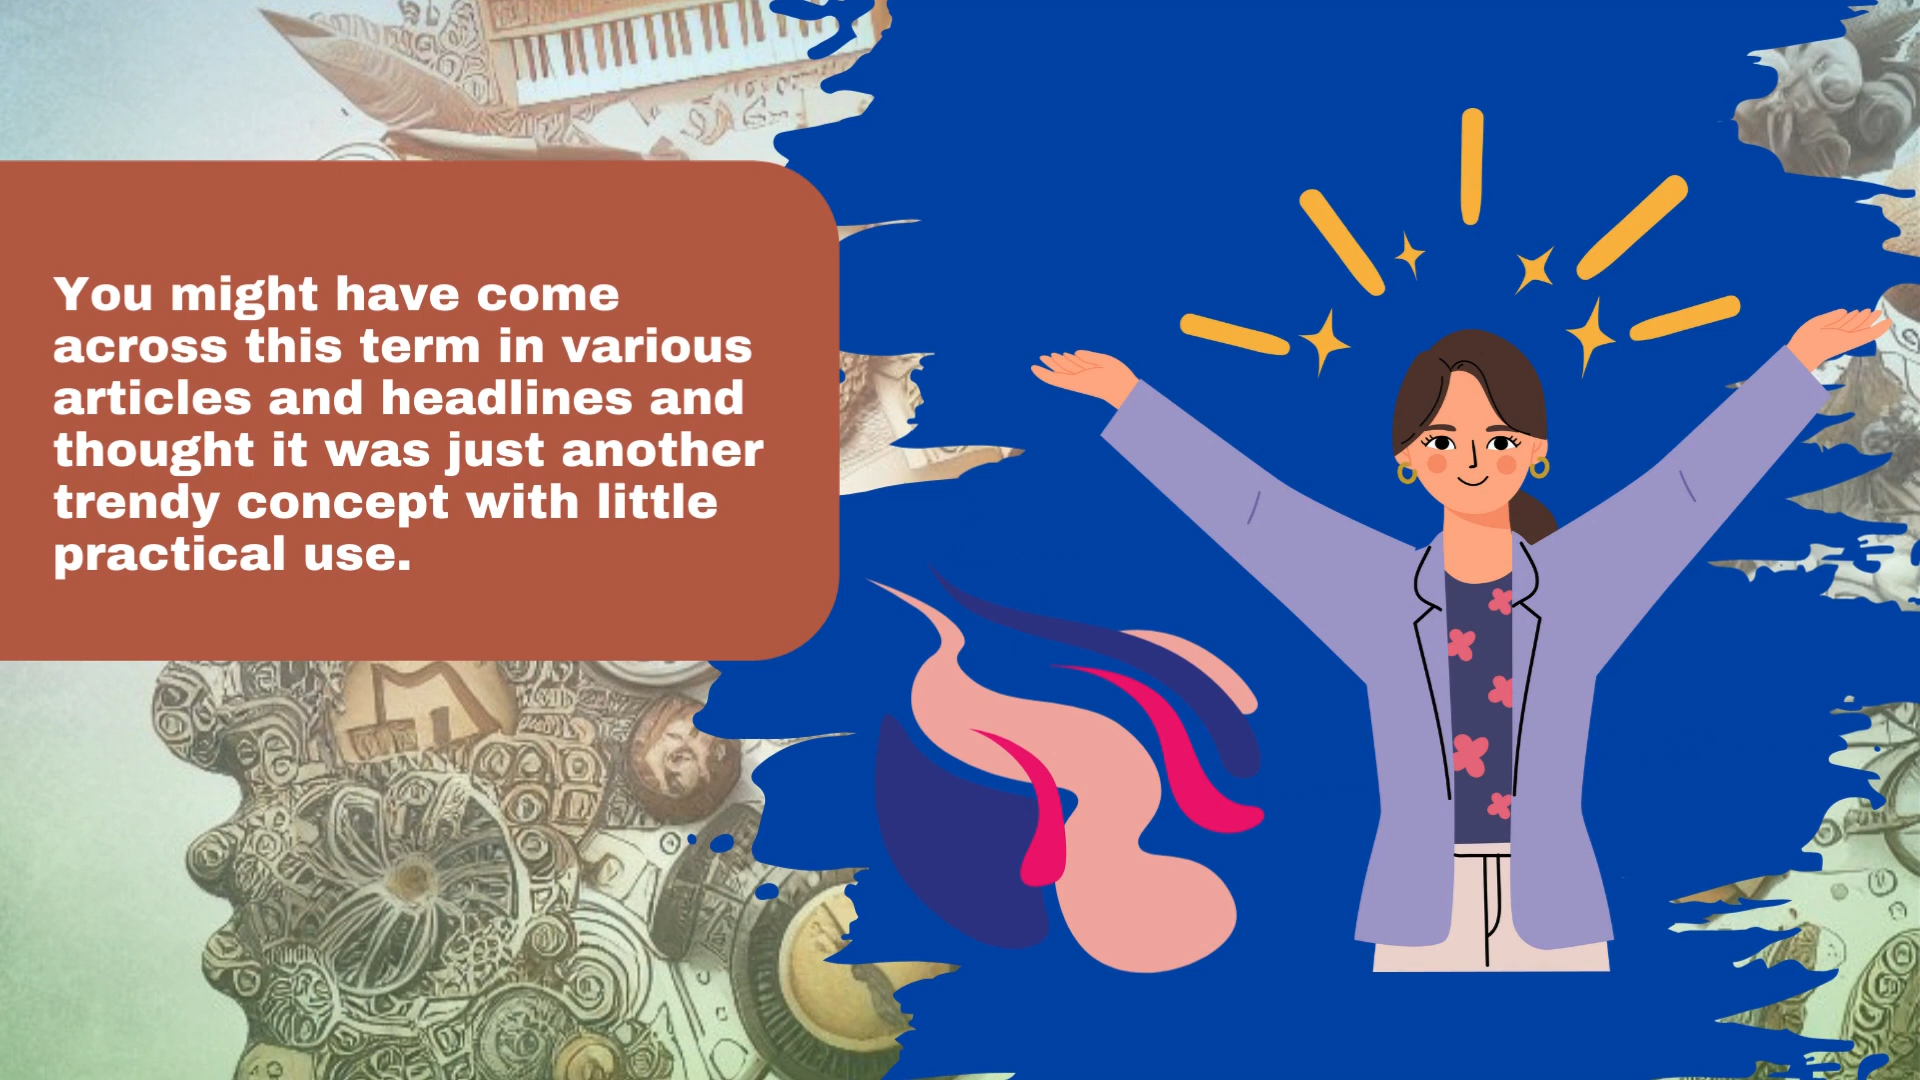 You might have come
across this term in various
articles and headlines and
thought it was just another
trendy concept with little
practical use.